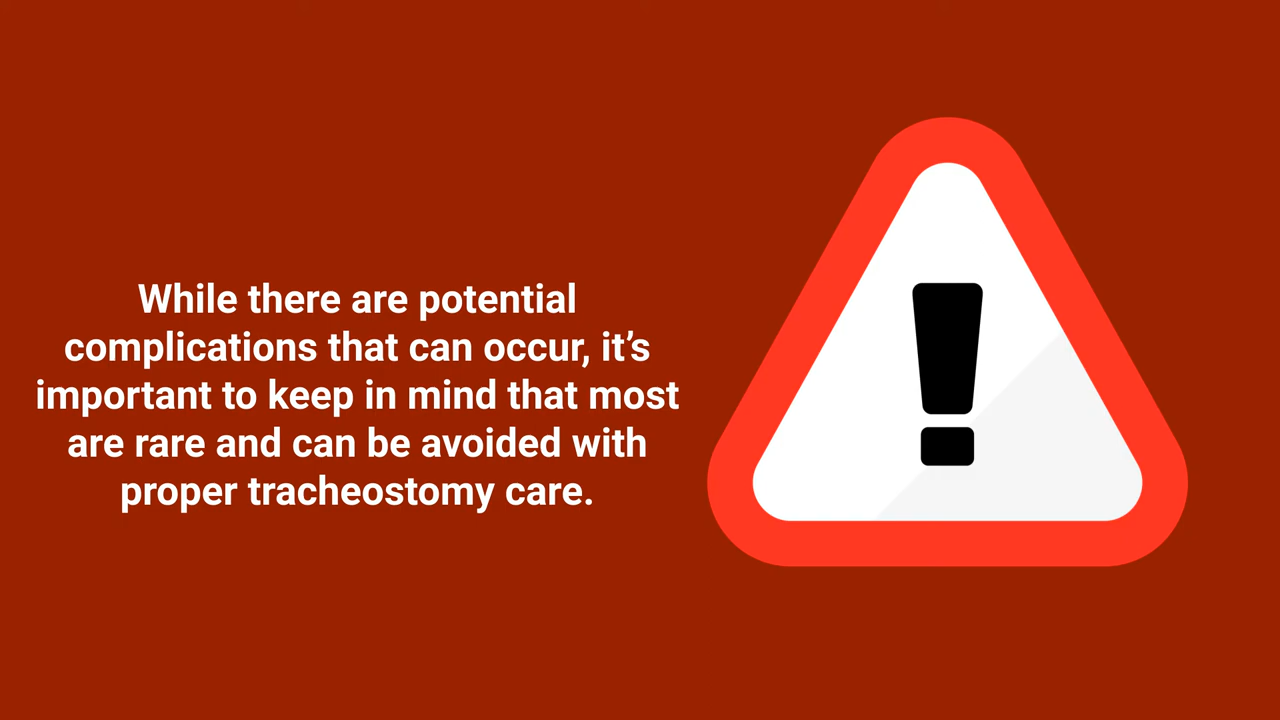 While there are potential
complications that can occur, it’s
important to keep in mind that most
are rare and can be avoided with
proper tracheostomy care.